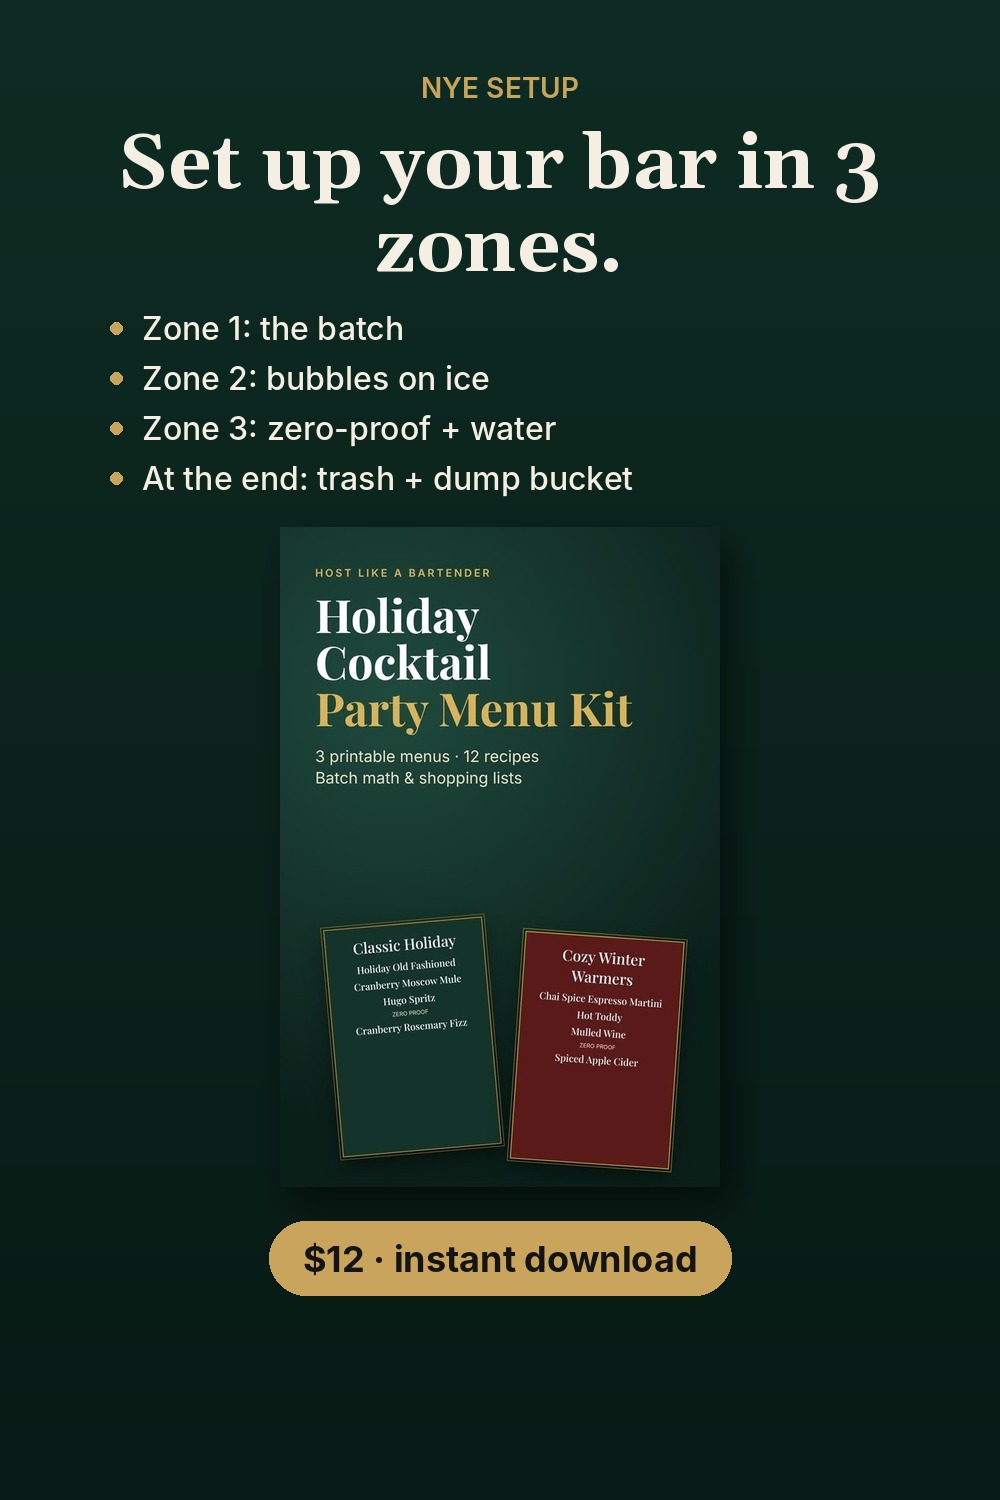 NYE SETUP
Set up your bar in 3
zones.
Zone 1: the batch
Zone 2: bubbles on ice
Zone 3: zero-proof + water
At the end: trash + dump bucket
HOST LIKE A BARTENDER
Holiday
Cocktail
Party Menu Kit
3 printable menus · 12 recipes
Batch math & shopping lists
Classic Holiday
Holiday Old Fashioned
Cranberry Moscow Mule
Hugo Spritz
ZERO PROOF
Cranberry Rosemary Fizz
Cozy Winter
Warmers
Chai Spice Espresso Martini
Hot Toddy
Mulled Wine
ZERO PROOF
Spiced Apple Cider
$12 · instant download